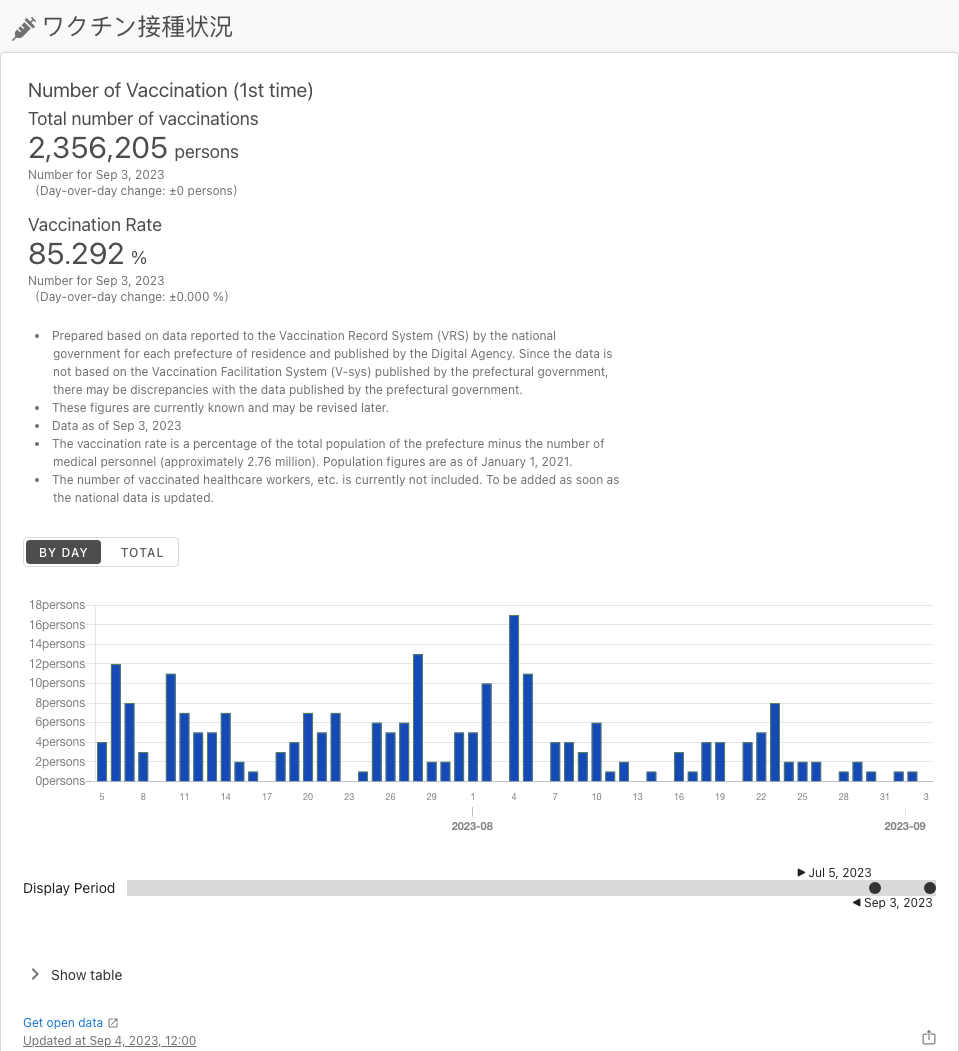 ワクチン接種状況
Number of Vaccination (1st time)
Total number of vaccinations
2,356,205 persons
Number for Sep 3, 2023
(Day-over-day change: ±0 persons)
Vaccination Rate
85.292 %
Number for Sep 3, 2023
(Day-over-day change: ±0.000 %)
• Prepared based on data reported to the Vaccination Record System (VRS) by the national
government for each prefecture of residence and published by the Digital Agency. Since the data is
not based on the Vaccination Facilitation System (V-sys) published by the prefectural government,
there may be discrepancies with the data published by the prefectural government.
• These figures are currently known and may be revised later.
• Data as of Sep 3, 2023
• The vaccination rate is a percentage of the total population of the prefecture minus the number of
medical personnel (approximately 2.76 million). Population figures are as of January 1, 2021.
• The number of vaccinated healthcare workers, etc. is currently not included. To be added as soon as
the national data is updated.
BY DAY TOTAL
18persons
16persons
14persons
12persons
10persons
8persons
6persons
4persons
2persons
0persons
5 8 11 14 17 20 23 26 29 1 4 7 10 13 16 19 22 25 28 31 3
2023-08 2023-09
▶ Jul 5, 2023
Display Period
◀ Sep 3, 2023
Show table
Get open data
Updated at Sep 4, 2023, 12:00